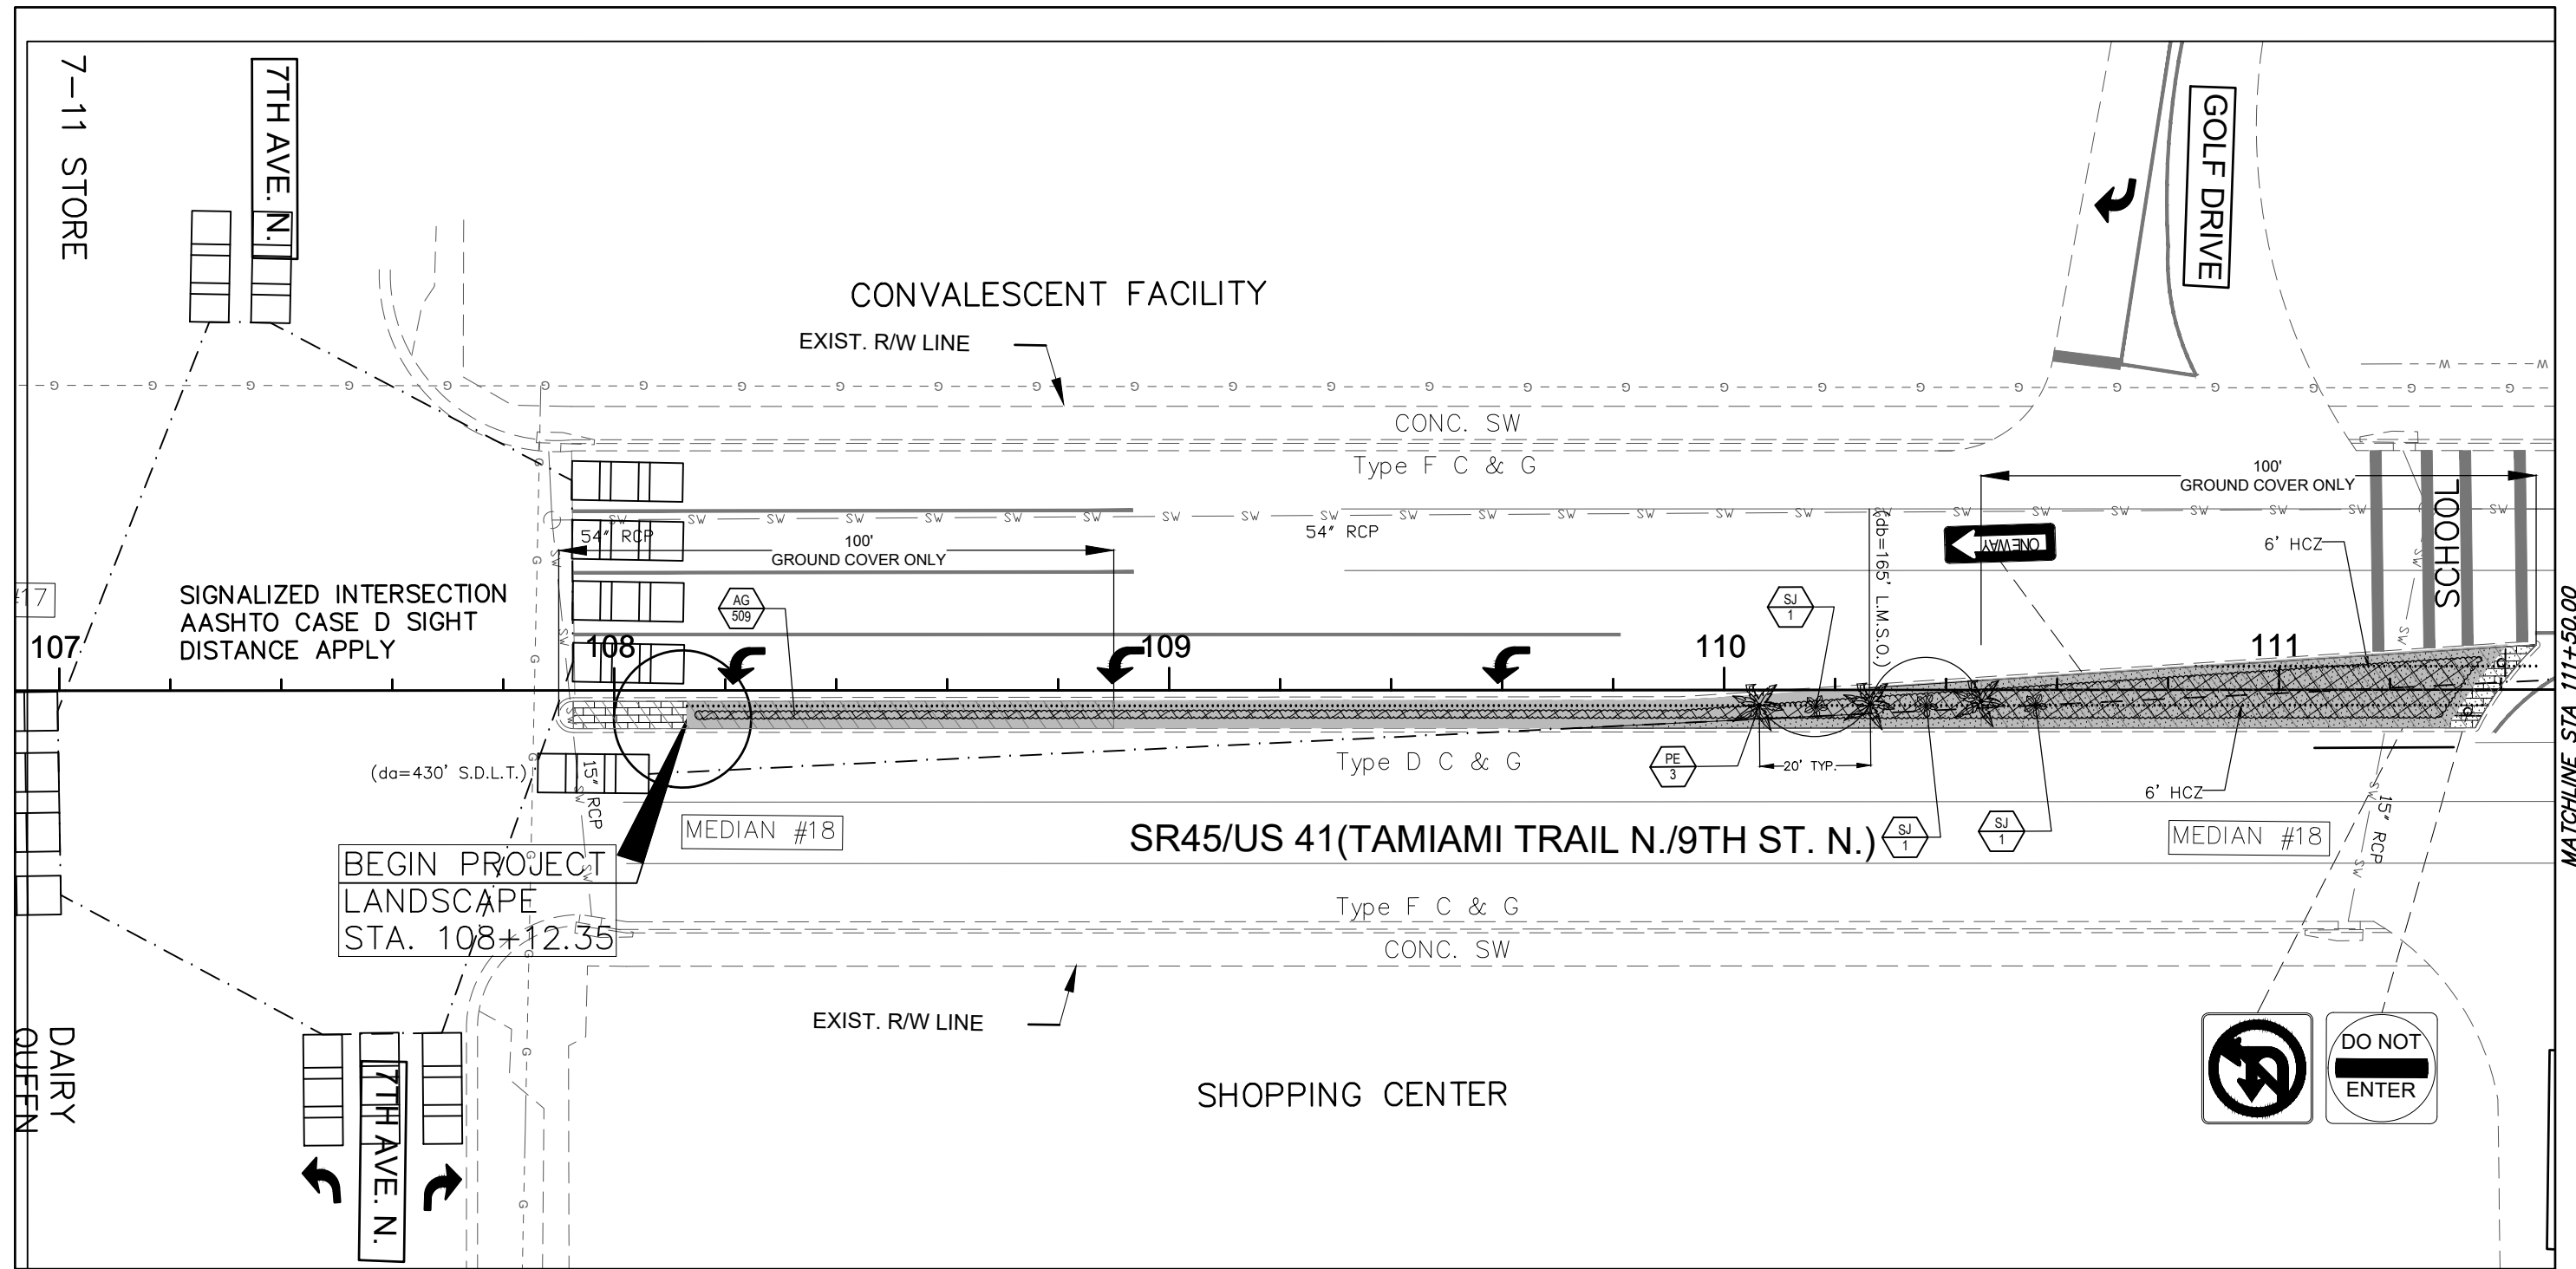 7-11 STORE
7TH AVE. N.
GOLF DRIVE
CONVALESCENT FACILITY
EXIST. R/W LINE
CONC. SW
Type F C & G
100'
GROUND COVER ONLY
SCHOOL
54" RCP
54" RCP
100'
GROUND COVER ONLY
(db=165' L.M.S.O.)
ONEWAY
6' HCZ
#17
SIGNALIZED INTERSECTION
AASHTO CASE D SIGHT
DISTANCE APPLY
AG
509
SJ
1
107
108
109
110
111
MATCHLINE STA 111+50.00
(da=430' S.D.L.T.)
15" RCP
Type D C & G
PE
3
20' TYP.
6' HCZ
MEDIAN #18
SR45/US 41(TAMIAMI TRAIL N./9TH ST. N.)
SJ
1
SJ
1
MEDIAN #18
15" RCP
BEGIN PROJECT
LANDSCAPE
STA. 108+12.35
Type F C & G
CONC. SW
EXIST. R/W LINE
DAIRY
QUEEN
7TH AVE. N.
SHOPPING CENTER
DO NOT
ENTER